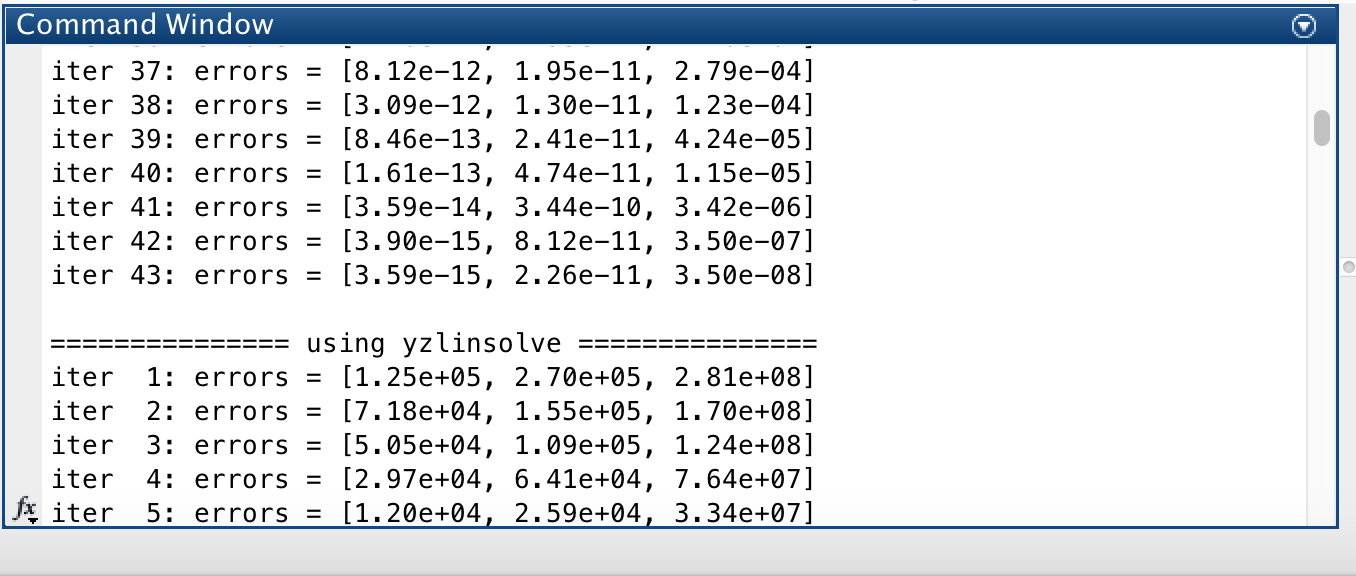 Command Window
iter 37: errors = [8.12e-12, 1.95e-11, 2.79e-04]
iter 38: errors = [3.09e-12, 1.30e-11, 1.23e-04]
iter 39: errors = [8.46e-13, 2.41e-11, 4.24e-05]
iter 40: errors = [1.61e-13, 4.74e-11, 1.15e-05]
iter 41: errors = [3.59e-14, 3.44e-10, 3.42e-06]
iter 42: errors = [3.90e-15, 8.12e-11, 3.50e-07]
iter 43: errors = [3.59e-15, 2.26e-11, 3.50e-08]
=============== using yzlinsolve ===============
iter  1: errors = [1.25e+05, 2.70e+05, 2.81e+08]
iter  2: errors = [7.18e+04, 1.55e+05, 1.70e+08]
iter  3: errors = [5.05e+04, 1.09e+05, 1.24e+08]
iter  4: errors = [2.97e+04, 6.41e+04, 7.64e+07]
fx iter  5: errors = [1.20e+04, 2.59e+04, 3.34e+07]